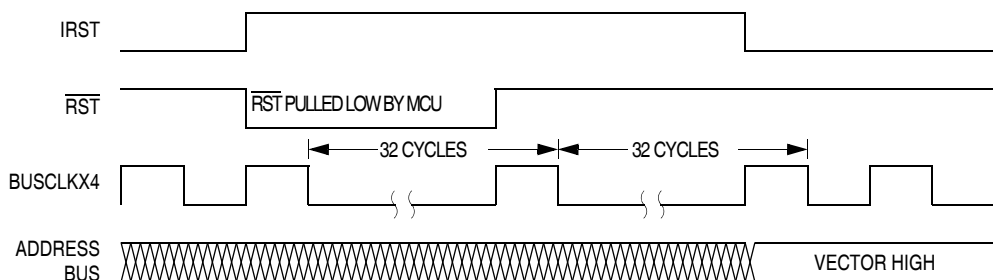 IRST
RST
RST PULLED LOW BY MCU
32 CYCLES
32 CYCLES
BUSCLKX4
ADDRESS
BUS
VECTOR HIGH